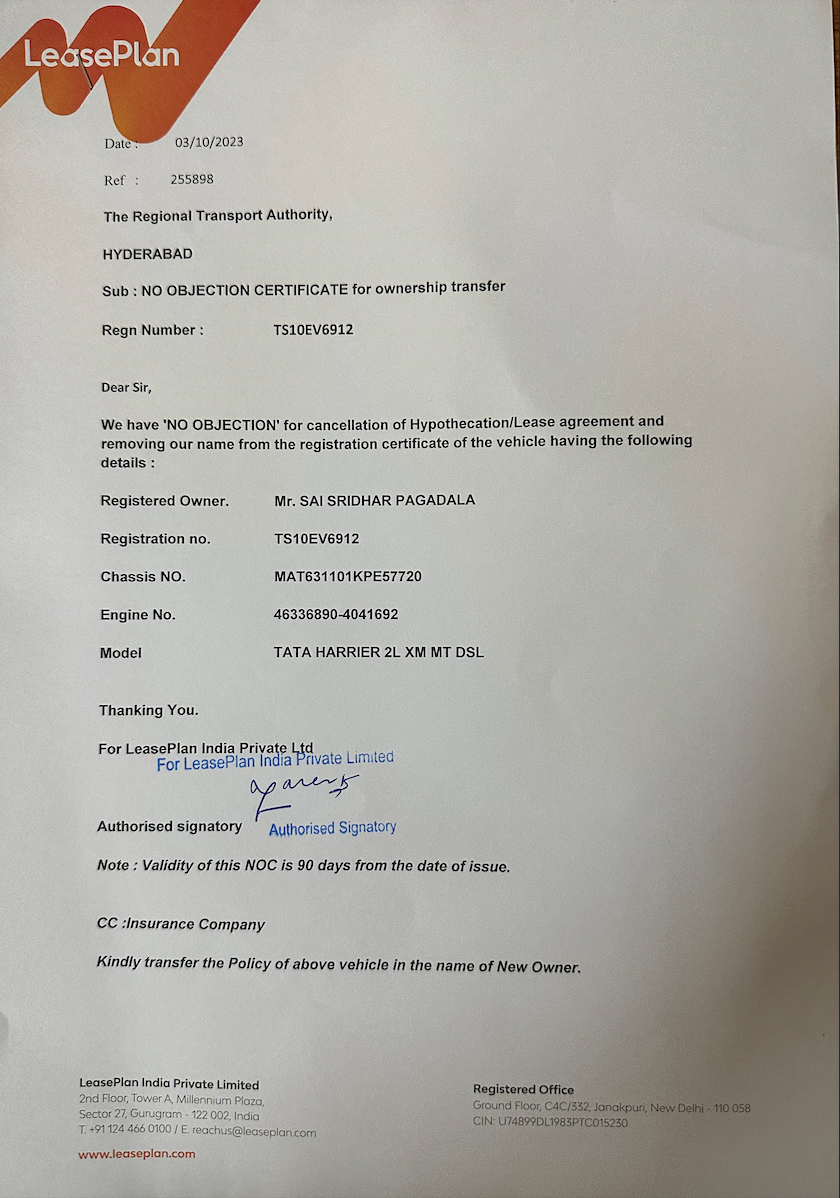 LeasePlan
Date : 03/10/2023
Ref : 255898
The Regional Transport Authority,
HYDERABAD
Sub : NO OBJECTION CERTIFICATE for ownership transfer
Regn Number : TS10EV6912
Dear Sir,
We have 'NO OBJECTION' for cancellation of Hypothecation/Lease agreement and
removing our name from the registration certificate of the vehicle having the following
details :
Registered Owner. Mr. SAI SRIDHAR PAGADALA
Registration no. TS10EV6912
Chassis NO. MAT631101KPE57720
Engine No. 46336890-4041692
Model TATA HARRIER 2L XM MT DSL
Thanking You.
For LeasePlan India Private Ltd
For LeasePlan India Private Limited
Authorised signatory Authorised Signatory
Note : Validity of this NOC is 90 days from the date of issue.
CC :Insurance Company
Kindly transfer the Policy of above vehicle in the name of New Owner.
LeasePlan India Private Limited
2nd Floor, Tower A, Millennium Plaza,
Sector 27, Gurugram - 122 002, India
T. +91 124 466 0100 / E. reachus@leaseplan.com
www.leaseplan.com
Registered Office
Ground Floor, C4C/332, Janakpuri, New Delhi - 110 058
CIN: U74899DL1983PTC015230